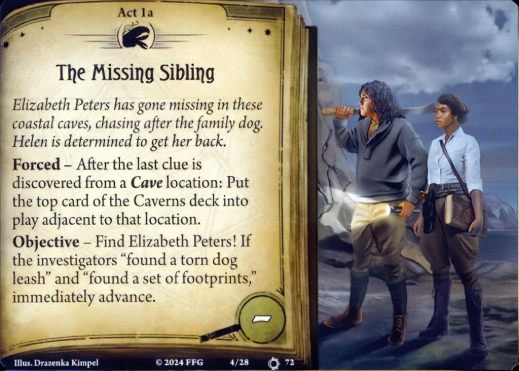 Act 1a
The Missing Sibling
Elizabeth Peters has gone missing in these
coastal caves, chasing after the family dog.
Helen is determined to get her back.
Forced – After the last clue is
discovered from a Cave location: Put
the top card of the Caverns deck into
play adjacent to that location.
Objective – Find Elizabeth Peters! If
the investigators “found a torn dog
leash” and “found a set of footprints,”
immediately advance.
–
Illus. Drazenka Kimpel © 2024 FFG 4/28 72